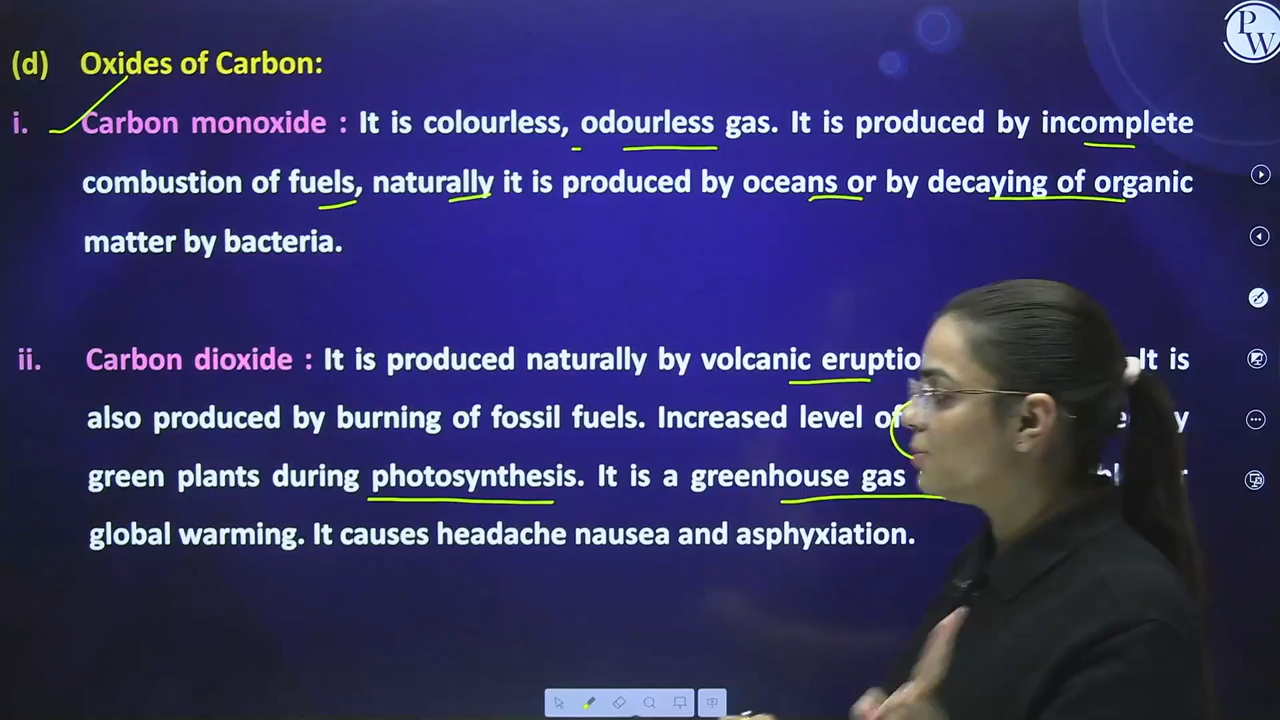 PW
(d) Oxides of Carbon:
i. Carbon monoxide : It is colourless, odourless gas. It is produced by incomplete
combustion of fuels, naturally it is produced by oceans or by decaying of organic
matter by bacteria.
ii. Carbon dioxide : It is produced naturally by volcanic It is
also produced by burning of fossil fuels. Increased level of
green plants during photosynthesis. It is a greenhouse gas
global warming. It causes headache nausea and asphyxiation.